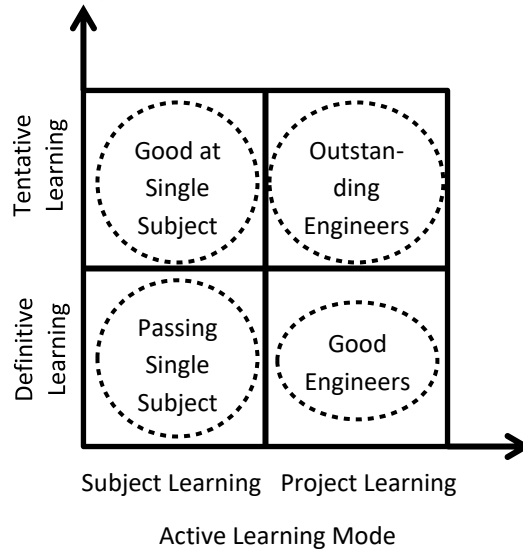 Tentative
Learning
Good at
Single
Subject
Outstan-
ding
Engineers
Definitive
Learning
Passing
Single
Subject
Good
Engineers
Subject Learning
Project Learning
Active Learning Mode